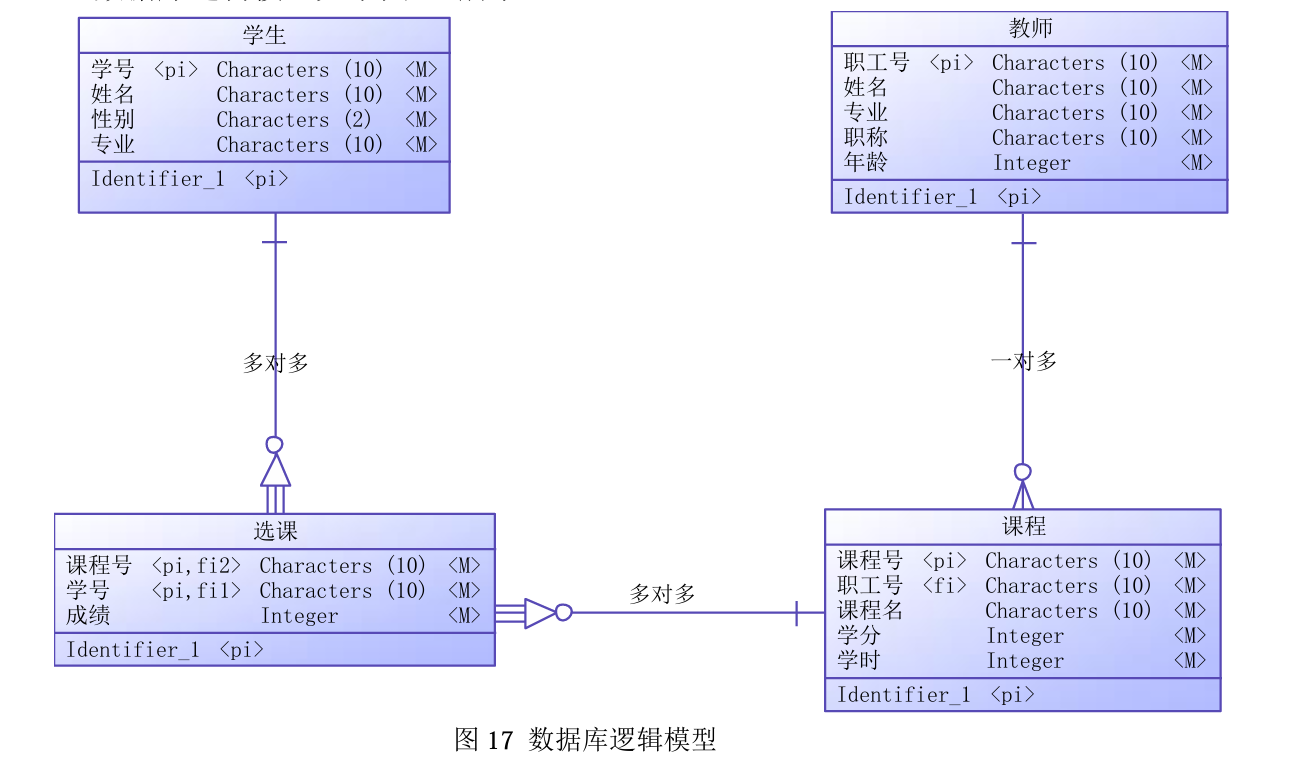 学生
学号 <pi> Characters (10) <M>
姓名 Characters (10) <M>
性别 Characters (2) <M>
专业 Characters (10) <M>
Identifier_1 <pi>
教师
职工号 <pi> Characters (10) <M>
姓名 Characters (10) <M>
专业 Characters (10) <M>
职称 Characters (10) <M>
年龄 Integer <M>
Identifier_1 <pi>
多对多
一对多
选课
课程号 <pi,fi2> Characters (10) <M>
学号 <pi,fi1> Characters (10) <M>
成绩 Integer <M>
Identifier_1 <pi>
多对多
课程
课程号 <pi> Characters (10) <M>
职工号 <fi> Characters (10) <M>
课程名 Characters (10) <M>
学分 Integer <M>
学时 Integer <M>
Identifier_1 <pi>
图 17 数据库逻辑模型